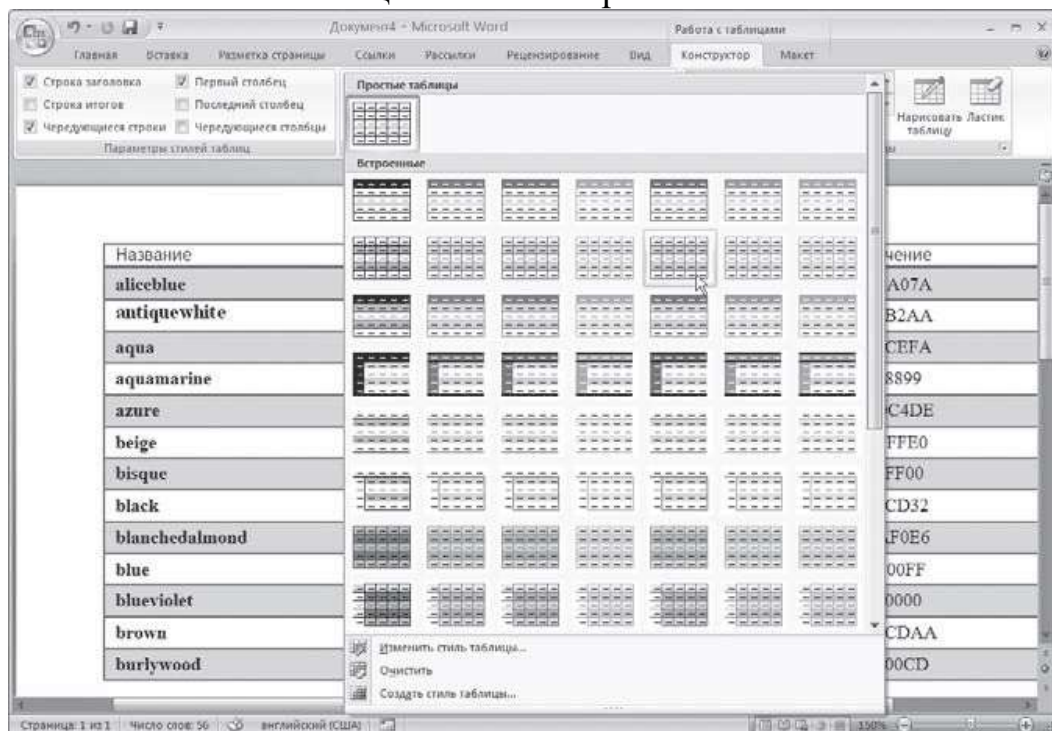 Документ4 - Microsoft Word
Работа с таблицами
Главная Вставка Разметка страницы Ссылки Рассылки Рецензирование Вид Конструктор Макет
Строка заголовка Первый столбец
Строка итогов Последний столбец
Чередующиеся строки Чередующиеся столбцы
Параметры стилей таблиц
Простые таблицы
Встроенные
Нарисовать таблицу
Ластик
Название
чение
aliceblue
A07A
antiquewhite
B2AA
aqua
CEFA
aquamarine
8899
azure
C4DE
beige
FFE0
bisque
FF00
black
CD32
blanchedalmond
F0E6
blue
00FF
blueviolet
0000
brown
CDAA
burlywood
00CD
Изменить стиль таблицы...
Очистить
Создать стиль таблицы...
Страница: 1 из 1 Число слов: 56 английский (США) 150%